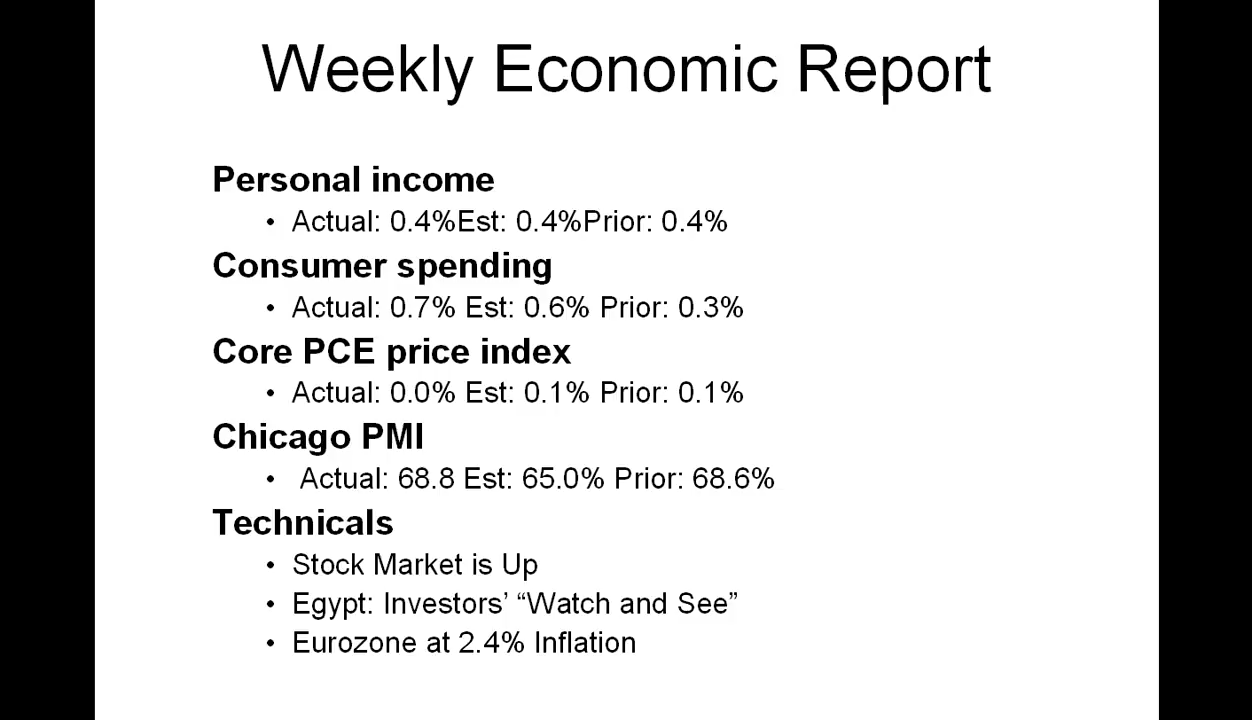 Weekly Economic Report
Personal income
• Actual: 0.4%Est: 0.4%Prior: 0.4%
Consumer spending
• Actual: 0.7% Est: 0.6% Prior: 0.3%
Core PCE price index
• Actual: 0.0% Est: 0.1% Prior: 0.1%
Chicago PMI
• Actual: 68.8 Est: 65.0% Prior: 68.6%
Technicals
• Stock Market is Up
• Egypt: Investors’ “Watch and See”
• Eurozone at 2.4% Inflation